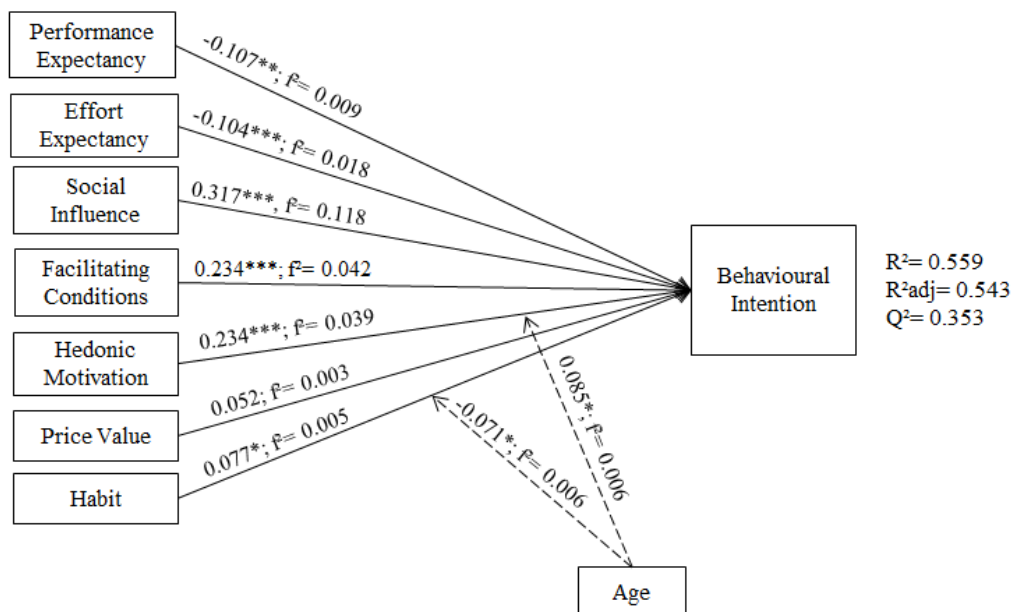 Performance
Expectancy
-0.107**; f²= 0.009
Effort
Expectancy
-0.104***; f²= 0.018
Social
Influence
0.317***, f²= 0.118
Facilitating
Conditions
0.234***; f²= 0.042
Hedonic
Motivation
0.234***; f²= 0.039
Price Value
0.052; f²= 0.003
Habit
0.077*; f²= 0.005
Behavioural
Intention
R²= 0.559
R²adj= 0.543
Q²= 0.353
0.085*; f²= 0.006
-0.071*; f²= 0.006
Age